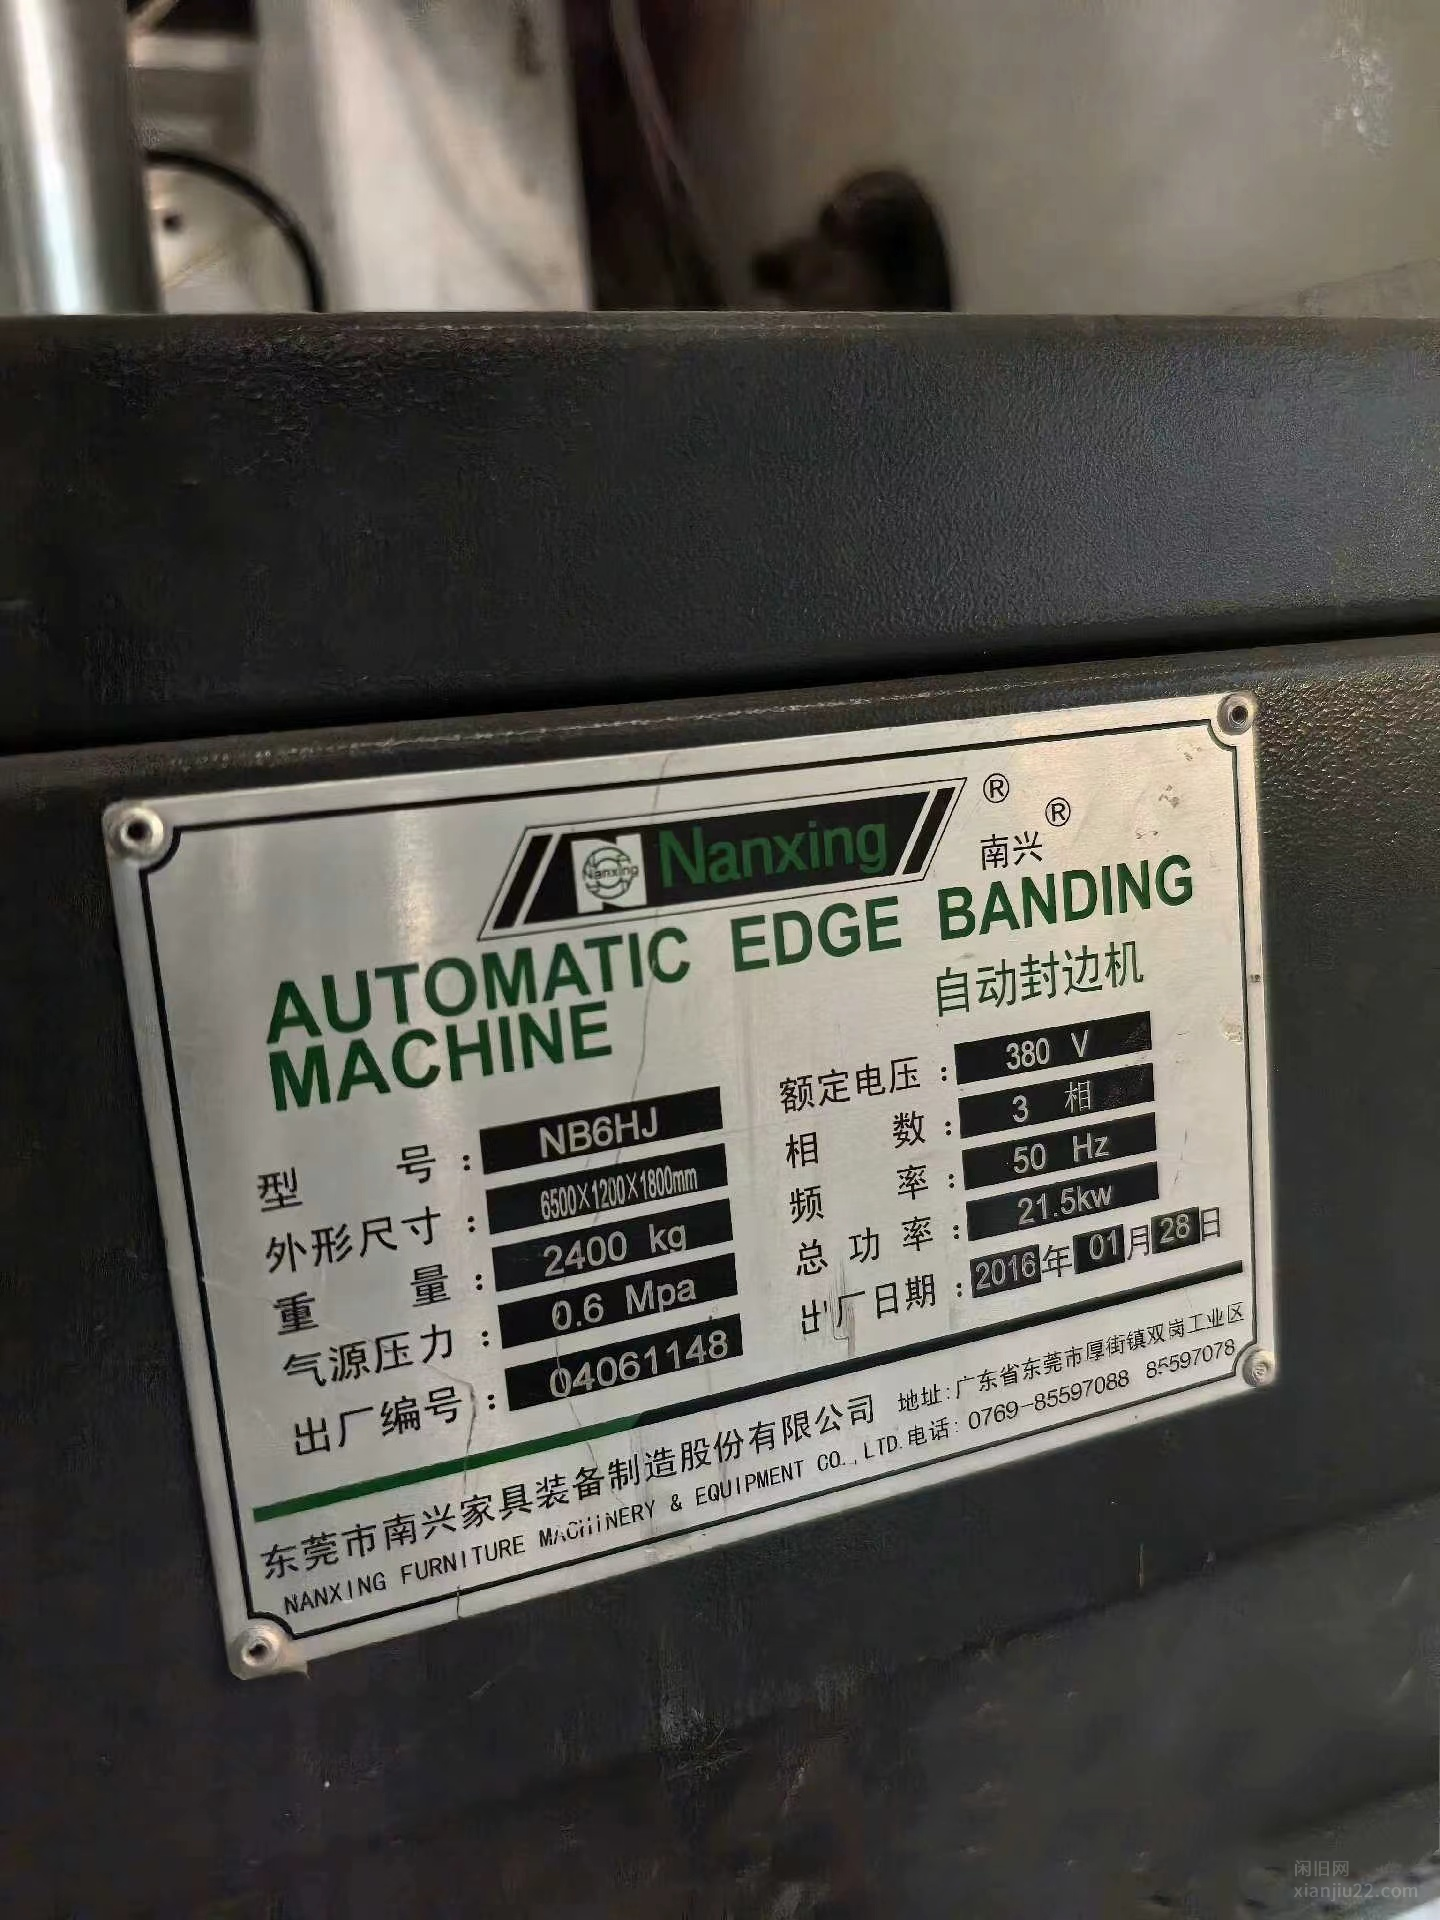 Nanxing
Nanxing ®
南兴 ®
AUTOMATIC EDGE BANDING
MACHINE
自动封边机
型 号：NB6HJ
外形尺寸：6500×1200×1800mm
重 量：2400 kg
气源压力：0.6 Mpa
出厂编号：04061148
额定电压：380 V
相 数：3 相
频 率：50 Hz
总 功 率：21.5kw
出厂日期：2016年01月28日
东莞市南兴家具装备制造股份有限公司
地址:广东省东莞市厚街镇双岗工业区
NANXING FURNITURE MACHINERY & EQUIPMENT CO.,LTD.
电话: 0769-85597088 85597078
闲旧网
xianjiu22.com